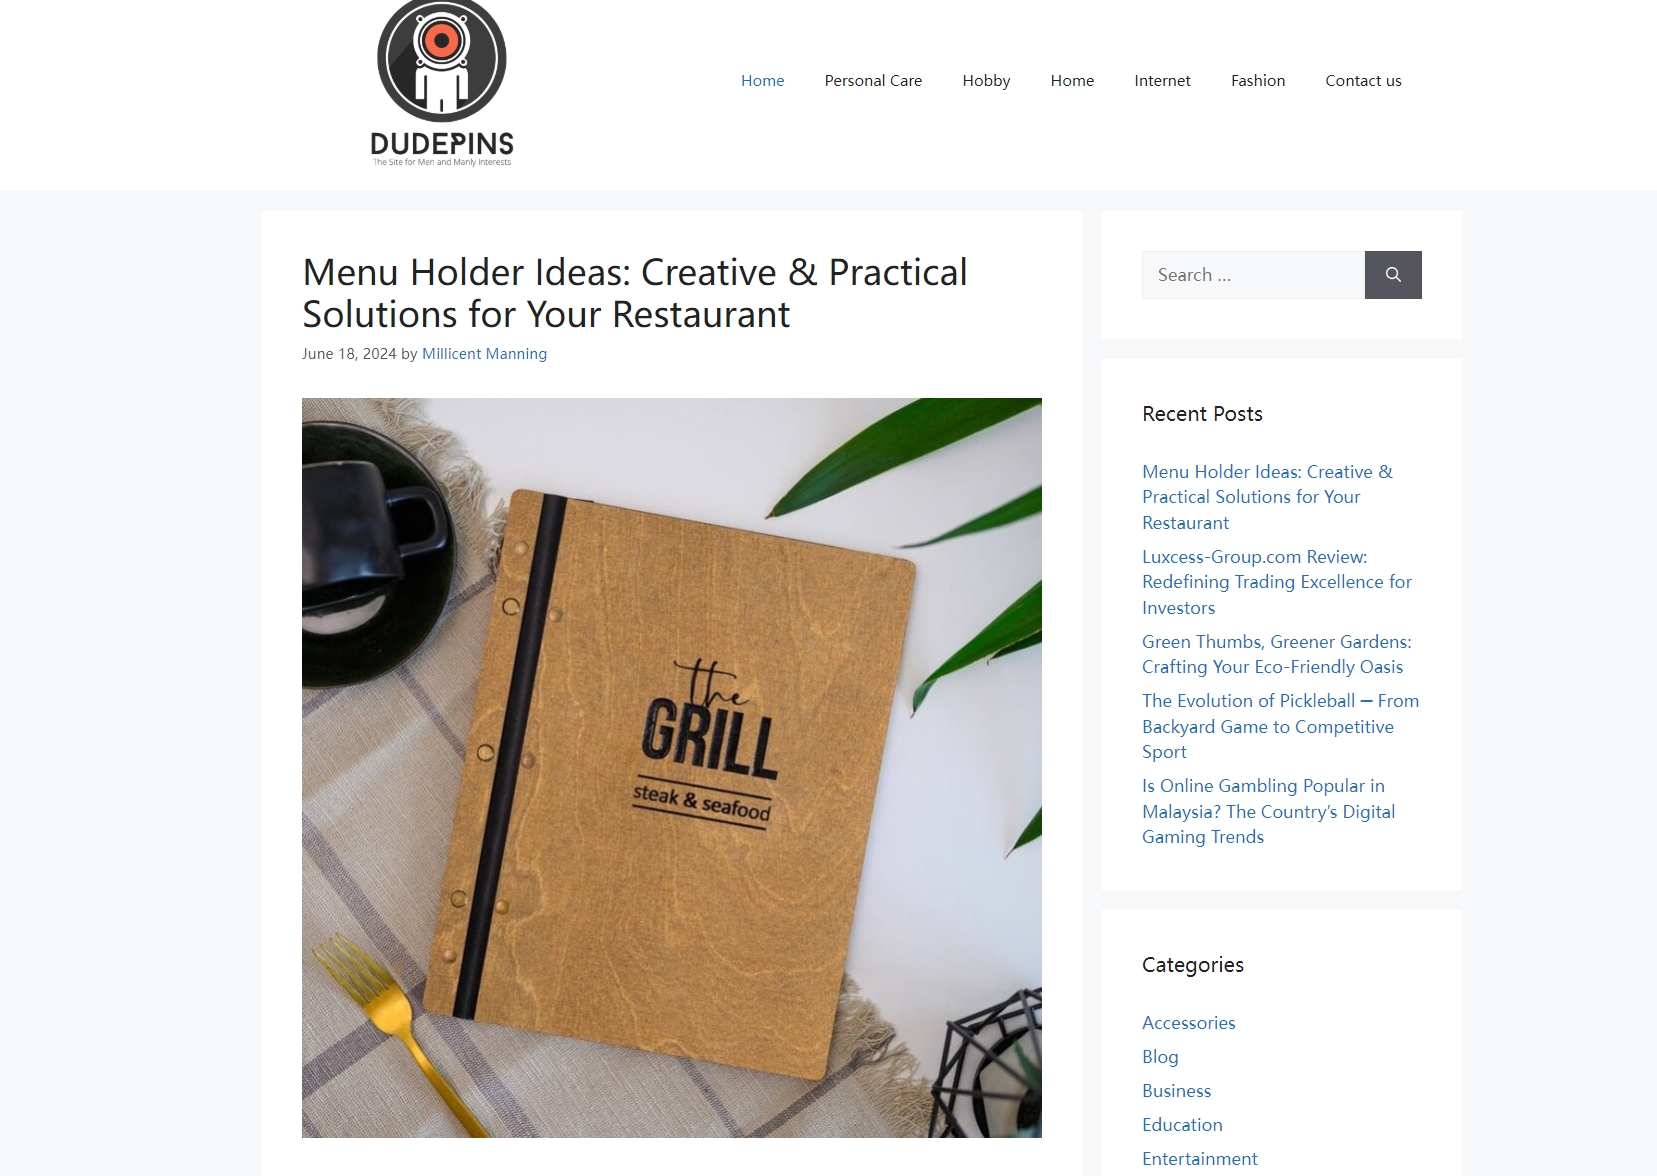 DUDEPINS
The Site for Men and Manly Interests
Home
Personal Care
Hobby
Home
Internet
Fashion
Contact us
Menu Holder Ideas: Creative & Practical
Solutions for Your Restaurant
June 18, 2024 by Millicent Manning
the
GRILL
steak & seafood
Search …
Recent Posts
Menu Holder Ideas: Creative &
Practical Solutions for Your
Restaurant
Luxcess-Group.com Review:
Redefining Trading Excellence for
Investors
Green Thumbs, Greener Gardens:
Crafting Your Eco-Friendly Oasis
The Evolution of Pickleball – From
Backyard Game to Competitive
Sport
Is Online Gambling Popular in
Malaysia? The Country’s Digital
Gaming Trends
Categories
Accessories
Blog
Business
Education
Entertainment